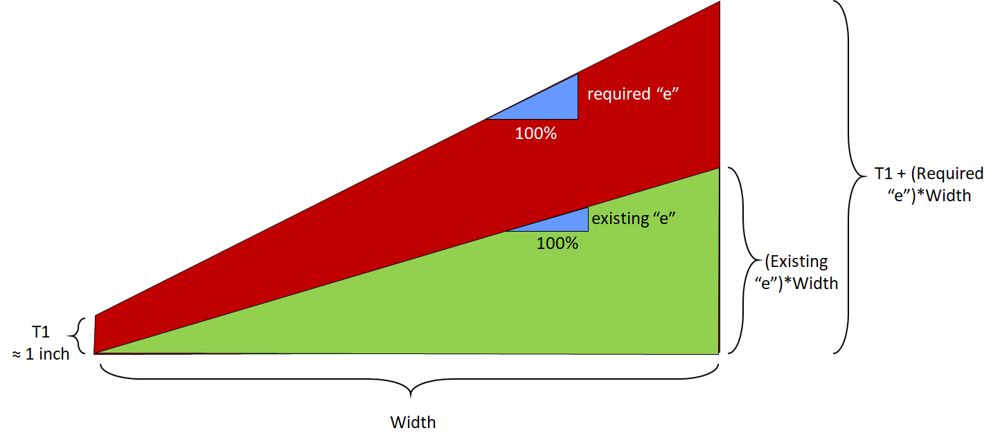 required “e”
100%
T1 + (Required
“e”)*Width
existing “e”
100%
(Existing
“e”)*Width
T1
≈ 1 inch
Width